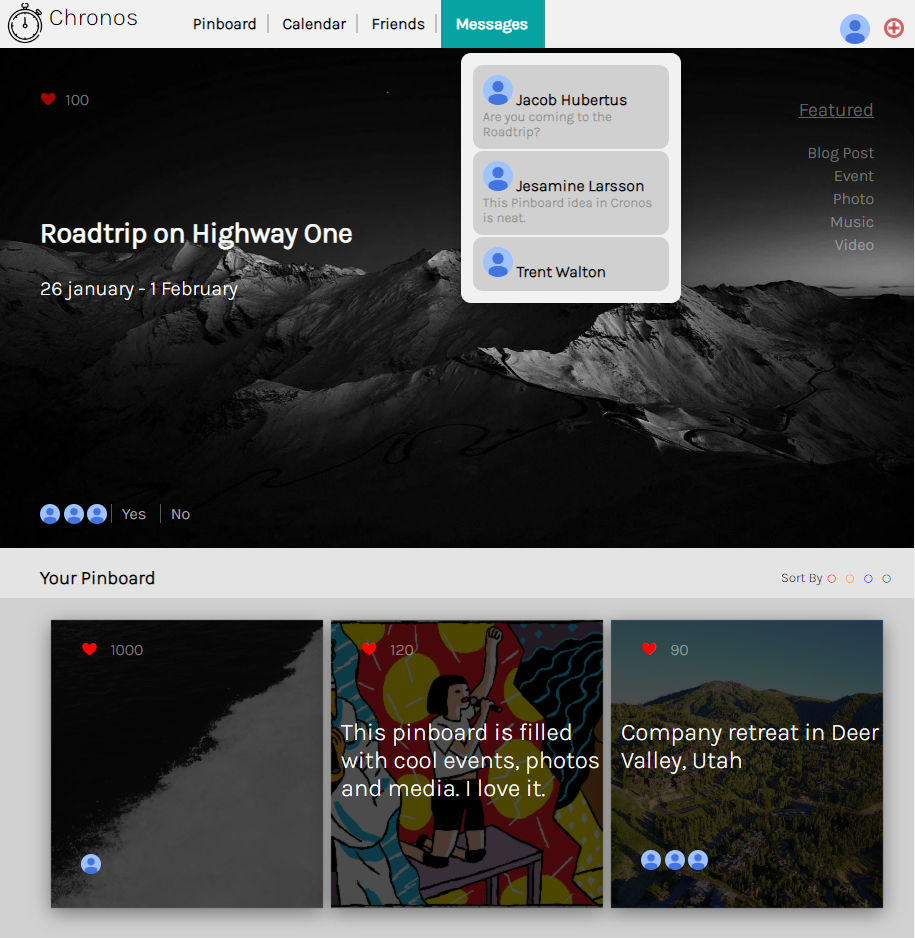 Chronos
Pinboard
Calendar
Friends
Messages
100
Jacob Hubertus
Are you coming to the
Roadtrip?
Jesamine Larsson
This Pinboard idea in Cronos
is neat.
Trent Walton
Featured
Blog Post
Event
Photo
Music
Video
Roadtrip on Highway One
26 january - 1 February
Yes
No
Your Pinboard
Sort By
1000
120
This pinboard is filled
with cool events, photos
and media. I love it.
90
Company retreat in Deer
Valley, Utah